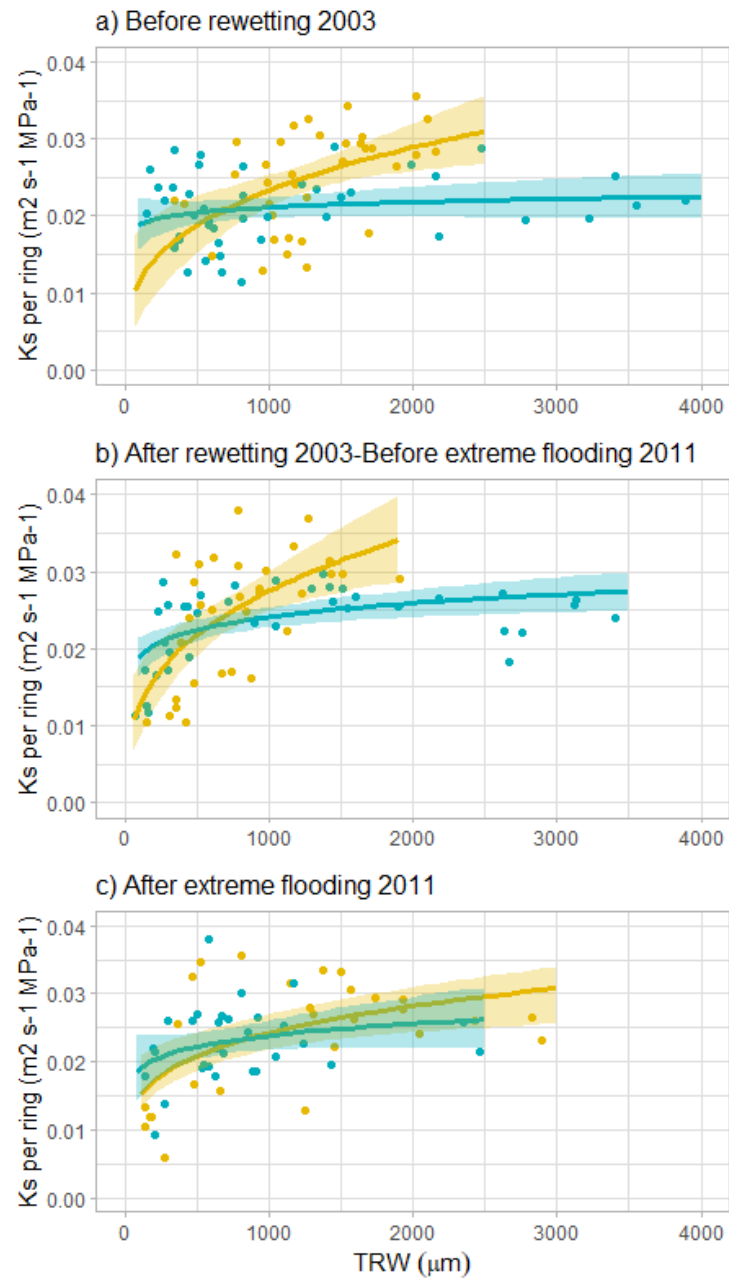 a) Before rewetting 2003
Ks per ring (m2 s-1 MPa-1)
0.04
0.03
0.02
0.01
0.00
0 1000 2000 3000 4000
b) After rewetting 2003-Before extreme flooding 2011
Ks per ring (m2 s-1 MPa-1)
0.04
0.03
0.02
0.01
0.00
0 1000 2000 3000 4000
c) After extreme flooding 2011
Ks per ring (m2 s-1 MPa-1)
0.04
0.03
0.02
0.01
0.00
0 1000 2000 3000 4000
TRW (μm)